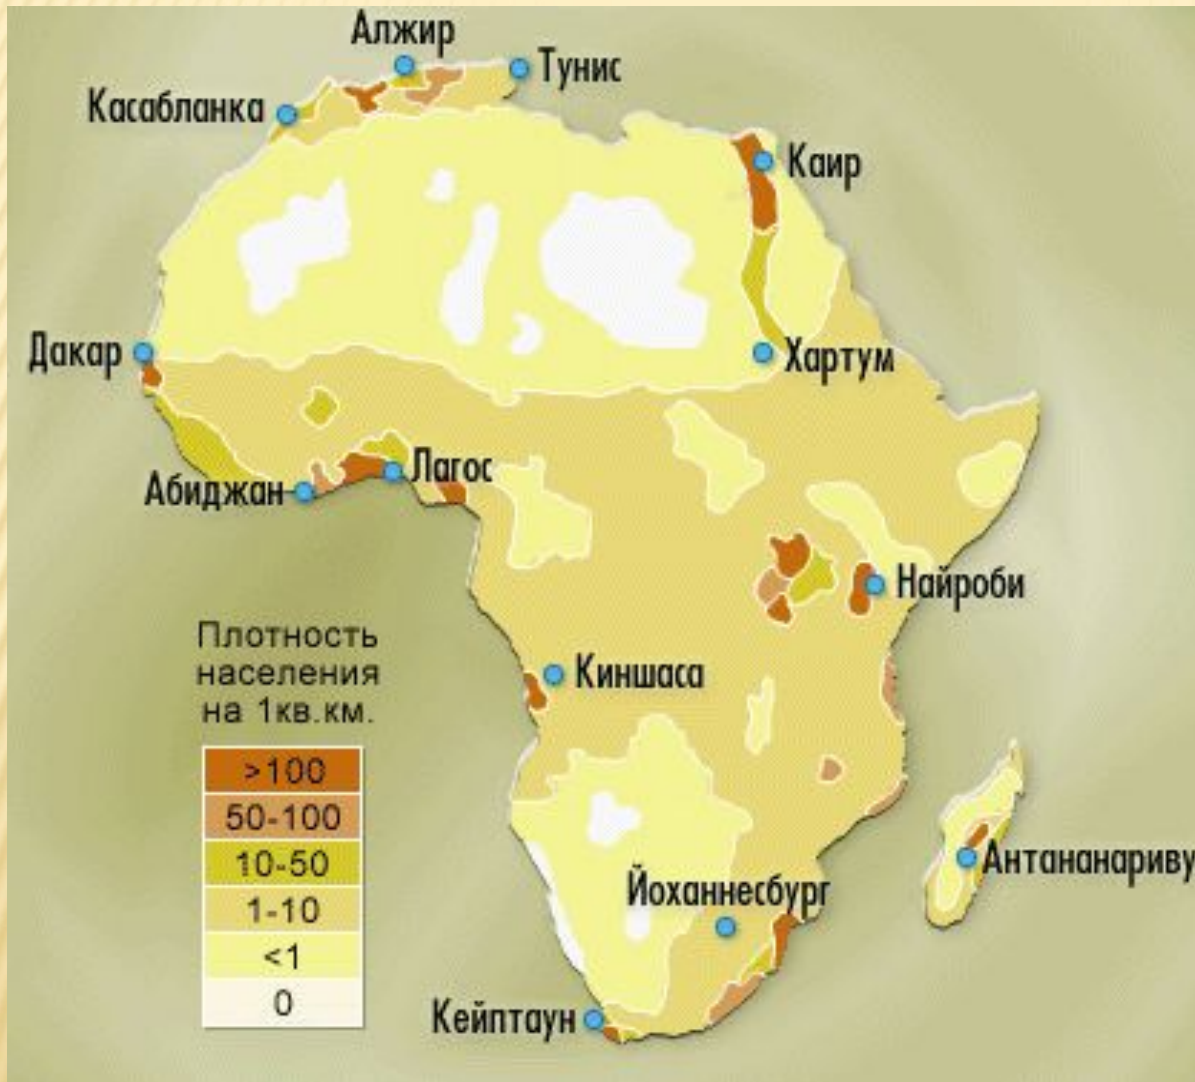 Алжир
Тунис
Касабланка
Каир
Дакар
Хартум
Лагос
Абиджан
Найроби
Плотность
населения
на 1кв.км.
Киншаса
>100
50-100
10-50
1-10
<1
0
Антананариву
Йоханнесбург
Кейптаун